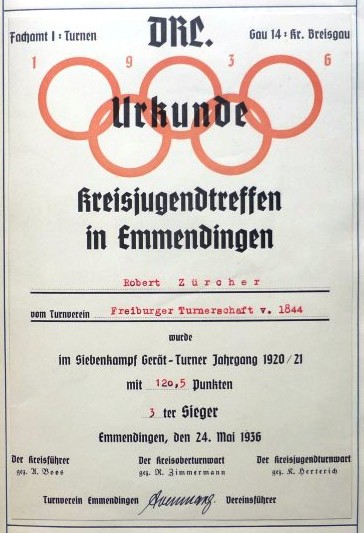 DRL.
Fachamt I: Turnen Gau 14: Kr. Breisgau
1 9 3 6
Urkunde
Kreisjugendtreffen
in Emmendingen
Robert Zürcher
vom Turnverein Freiburger Turnerschaft v. 1844
wurde
im Siebenkampf Gerät-Turner Jahrgang 1920/21
mit 120,5 Punkten
3 ter Sieger
Emmendingen, den 24. Mai 1936
Der Kreisführer Der Kreisoberturnwart Der Kreisjugendturnwart
gez. A. Boos gez. R. Zimmermann gez. K. Herterich
Turnverein Emmendingen Vereinsführer